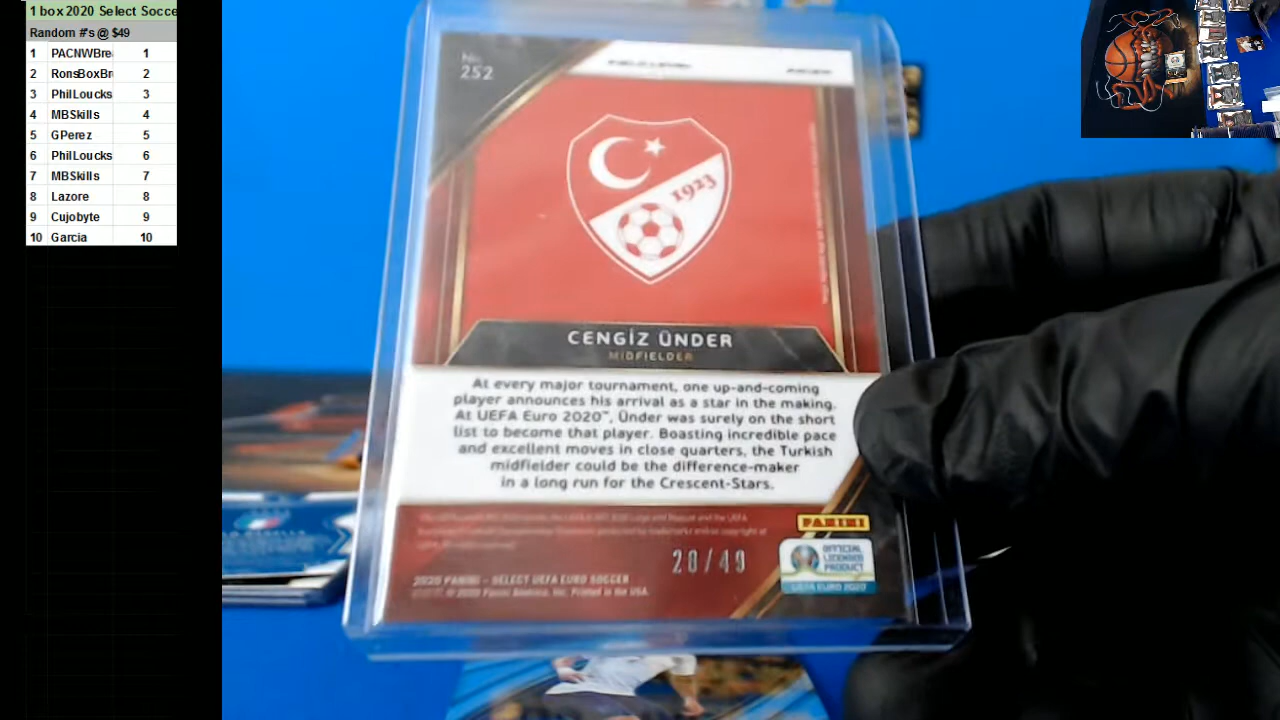 1 box 2020 Select Socce
Random #'s @ $49
1 PACNWBre 1
2 RonsBoxBr 2
3 PhilLoucks 3
4 MBSkills 4
5 GPerez 5
6 PhilLoucks 6
7 MBSkills 7
8 Lazore 8
9 Cujobyte 9
10 Garcia 10
No.
252
1923
CENGİZ ÜNDER
MIDFIELDER
At every major tournament, one up-and-coming
player announces his arrival as a star in the making.
At UEFA Euro 2020™, Ünder was surely on the short
list to become that player. Boasting incredible pace
and excellent moves in close quarters, the Turkish
midfielder could be the difference-maker
in a long run for the Crescent-Stars.
PANINI
OFFICIAL
LICENSED
PRODUCT
UEFA EURO 2020
28/49
2020 PANINI - SELECT UEFA EURO SOCCER
© 2020 Panini America, Inc. Printed in the USA.